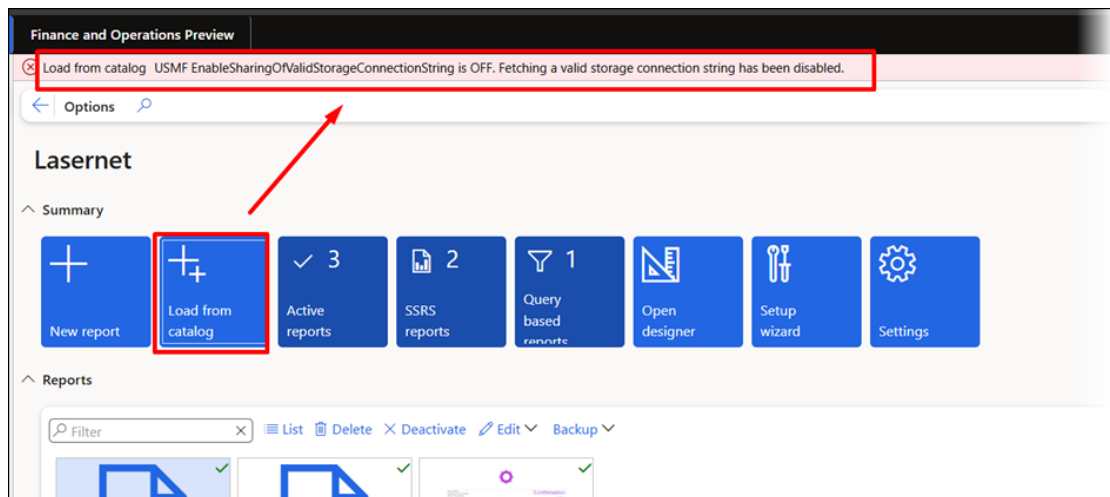 Finance and Operations Preview
Load from catalog USMF EnableSharingOfValidStorageConnectionString is OFF. Fetching a valid storage connection string has been disabled.
Options
Lasernet
Summary
New report
Load from
catalog
3
Active
reports
2
SSRS
reports
1
Query
based
reports
Open
designer
Setup
wizard
Settings
Reports
Filter
List Delete Deactivate Edit Backup
Confirmation